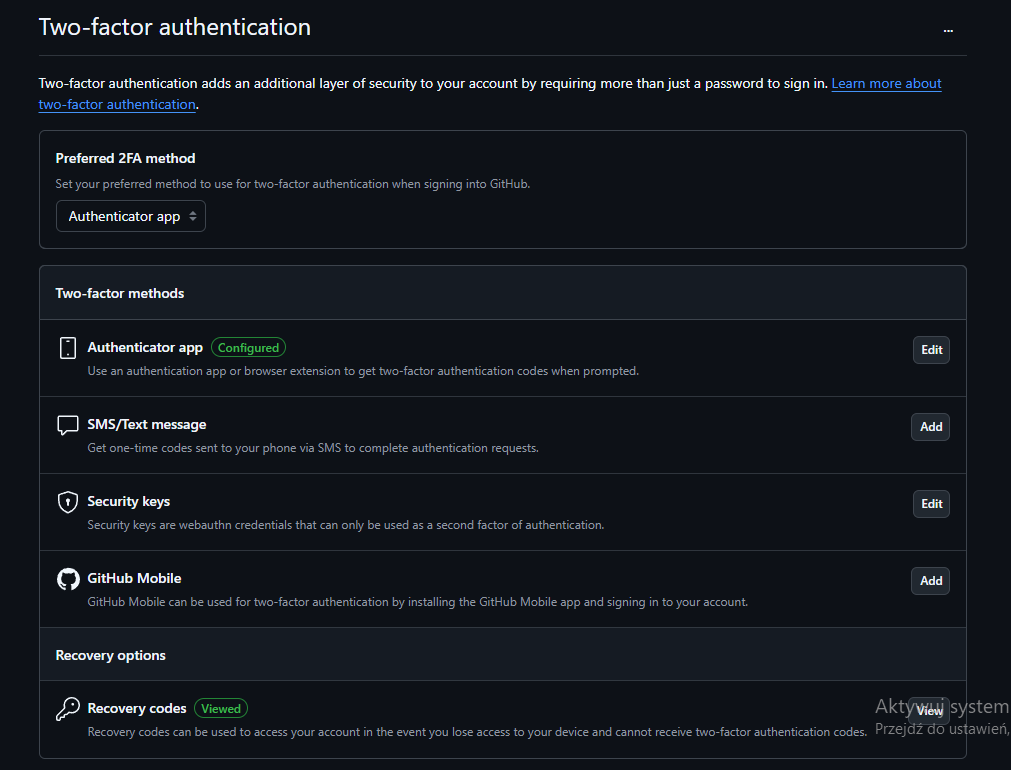 Two-factor authentication
...
Two-factor authentication adds an additional layer of security to your account by requiring more than just a password to sign in. Learn more about
two-factor authentication.
Preferred 2FA method
Set your preferred method to use for two-factor authentication when signing into GitHub.
Authenticator app
Two-factor methods
Authenticator app Configured
Edit
Use an authentication app or browser extension to get two-factor authentication codes when prompted.
SMS/Text message
Add
Get one-time codes sent to your phone via SMS to complete authentication requests.
Security keys
Edit
Security keys are webauthn credentials that can only be used as a second factor of authentication.
GitHub Mobile
Add
GitHub Mobile can be used for two-factor authentication by installing the GitHub Mobile app and signing in to your account.
Recovery options
Recovery codes Viewed
View
Recovery codes can be used to access your account in the event you lose access to your device and cannot receive two-factor authentication codes.
Aktywuj system
Przejdź do ustawień,